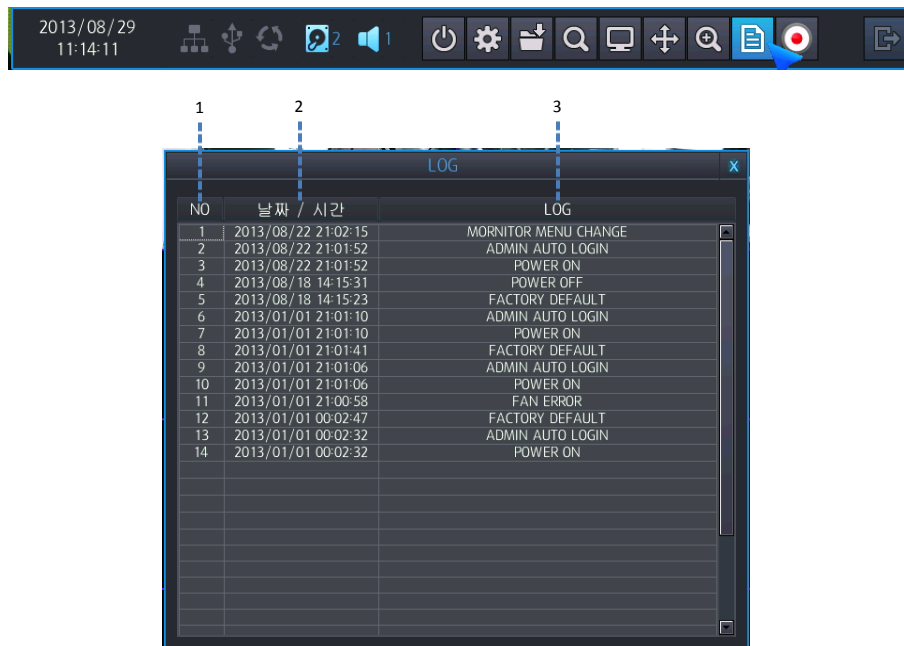 2013/08/29
11:14:11
2
1
1 2 3
LOG X
NO 날짜 / 시간 LOG
1 2013/08/22 21:02:15 MORNITOR MENU CHANGE
2 2013/08/22 21:01:52 ADMIN AUTO LOGIN
3 2013/08/22 21:01:52 POWER ON
4 2013/08/18 14:15:31 POWER OFF
5 2013/08/18 14:15:23 FACTORY DEFAULT
6 2013/01/01 21:01:10 ADMIN AUTO LOGIN
7 2013/01/01 21:01:10 POWER ON
8 2013/01/01 21:01:41 FACTORY DEFAULT
9 2013/01/01 21:01:06 ADMIN AUTO LOGIN
10 2013/01/01 21:01:06 POWER ON
11 2013/01/01 21:00:58 FAN ERROR
12 2013/01/01 00:02:47 FACTORY DEFAULT
13 2013/01/01 00:02:32 ADMIN AUTO LOGIN
14 2013/01/01 00:02:32 POWER ON